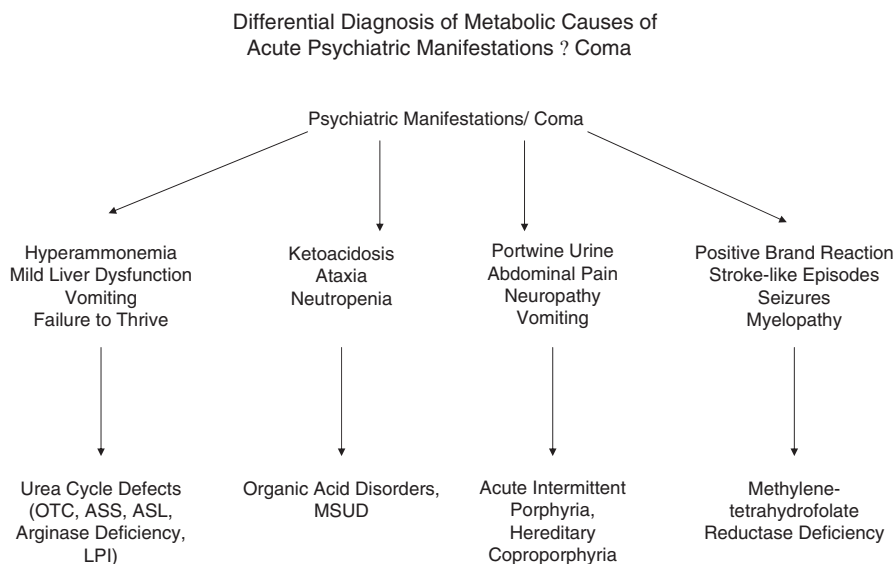 Differential Diagnosis of Metabolic Causes of
Acute Psychiatric Manifestations ? Coma
Psychiatric Manifestations/ Coma
Hyperammonemia
Mild Liver Dysfunction
Vomiting
Failure to Thrive
Ketoacidosis
Ataxia
Neutropenia
Portwine Urine
Abdominal Pain
Neuropathy
Vomiting
Positive Brand Reaction
Stroke-like Episodes
Seizures
Myelopathy
Urea Cycle Defects
(OTC, ASS, ASL,
Arginase Deficiency,
LPI)
Organic Acid Disorders,
MSUD
Acute Intermittent
Porphyria,
Hereditary
Coproporphyria
Methylene-
tetrahydrofolate
Reductase Deficiency